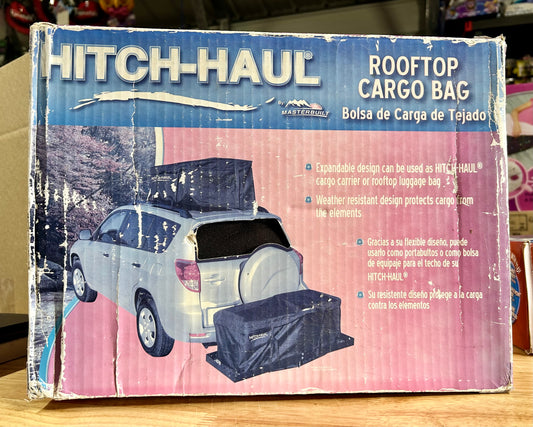 HITCH-HAUL®
By MASTERBUILT
ROOFTOP
CARGO BAG
Bolsa de Carga de Tejado
Expandable design can be used as HITCH-HAUL®
cargo carrier or rooftop luggage bag
Weather resistant design protects cargo from
the elements
Gracias a su flexible diseño, puede
usarlo como portabultos o como bolsa
de equipaje para el techo de su
HITCH-HAUL®
Su resistente diseño protege a la carga
contra los elementos
HITCH-HAUL